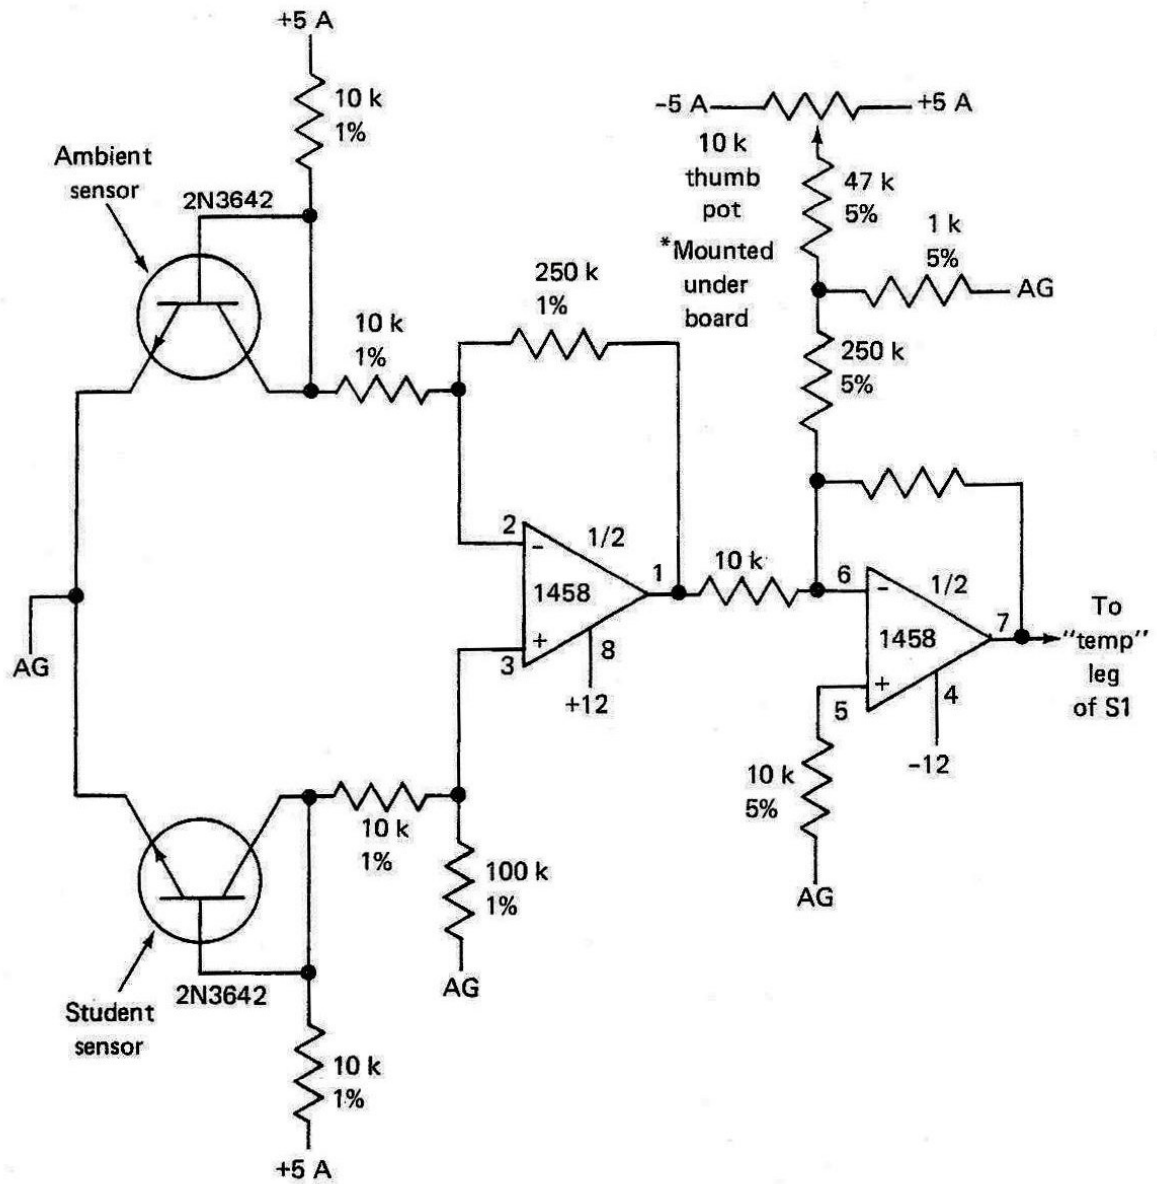 +5 A
10 k
1%
Ambient
sensor
2N3642
-5 A
+5 A
10 k
thumb
pot
*Mounted
under
board
47 k
5%
1 k
5%
AG
250 k
1%
10 k
1%
250 k
5%
2
-
1/2
1458
1
3
+
8
+12
10 k
6
-
1/2
1458
7
To
"temp"
leg
of S1
5
+
4
-12
AG
10 k
5%
AG
10 k
1%
100 k
1%
AG
2N3642
Student
sensor
10 k
1%
+5 A